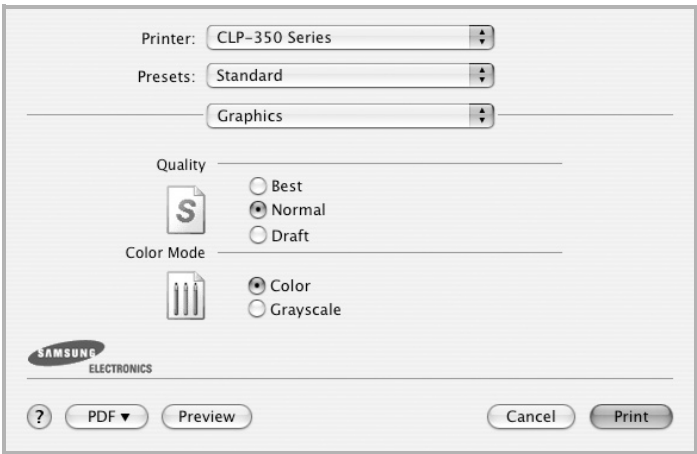 Printer: CLP-350 Series
Presets: Standard
Graphics
Quality
Best
S
Normal
Draft
Color Mode
Color
Grayscale
SAMSUNG
ELECTRONICS
? PDF ▼ Preview Cancel Print